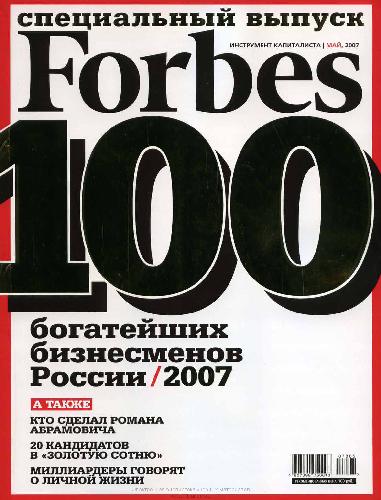 специальный выпуск
Forbes
ИНСТРУМЕНТ КАПИТАЛИСТА | МАЙ, 2007
100
богатейших
бизнесменов
России/2007
А ТАКЖЕ
КТО СДЕЛАЛ РОМАНА
АБРАМОВИЧА
20 КАНДИДАТОВ
В «ЗОЛОТУЮ СОТНЮ»
МИЛЛИАРДЕРЫ ГОВОРЯТ
О ЛИЧНОЙ ЖИЗНИ